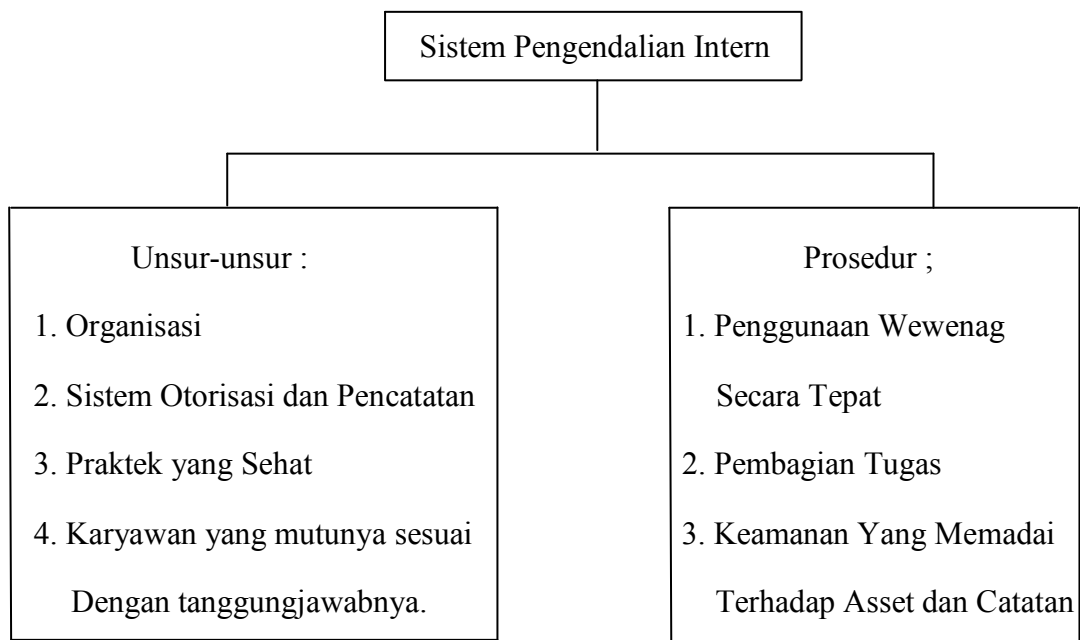 Sistem Pengendalian Intern
Unsur-unsur :
1. Organisasi
2. Sistem Otorisasi dan Pencatatan
3. Praktek yang Sehat
4. Karyawan yang mutunya sesuai
Dengan tanggungjawabnya.
Prosedur ;
1. Penggunaan Wewenag
Secara Tepat
2. Pembagian Tugas
3. Keamanan Yang Memadai
Terhadap Asset dan Catatan